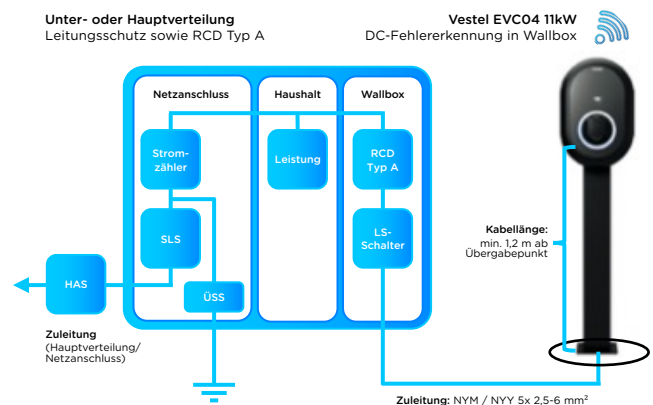 Unter- oder Hauptverteilung
Leitungsschutz sowie RCD Typ A
Vestel EVC04 11kW
DC-Fehlererkennung in Wallbox
Netzanschluss
Haushalt
Wallbox
Strom-
zähler
Leistung
RCD
Typ A
SLS
LS-
Schalter
HAS
ÜSS
Kabellänge:
min. 1,2 m ab
Übergabepunkt
Zuleitung
(Hauptverteilung/
Netzanschluss)
Zuleitung: NYM / NYY 5x 2,5-6 mm²